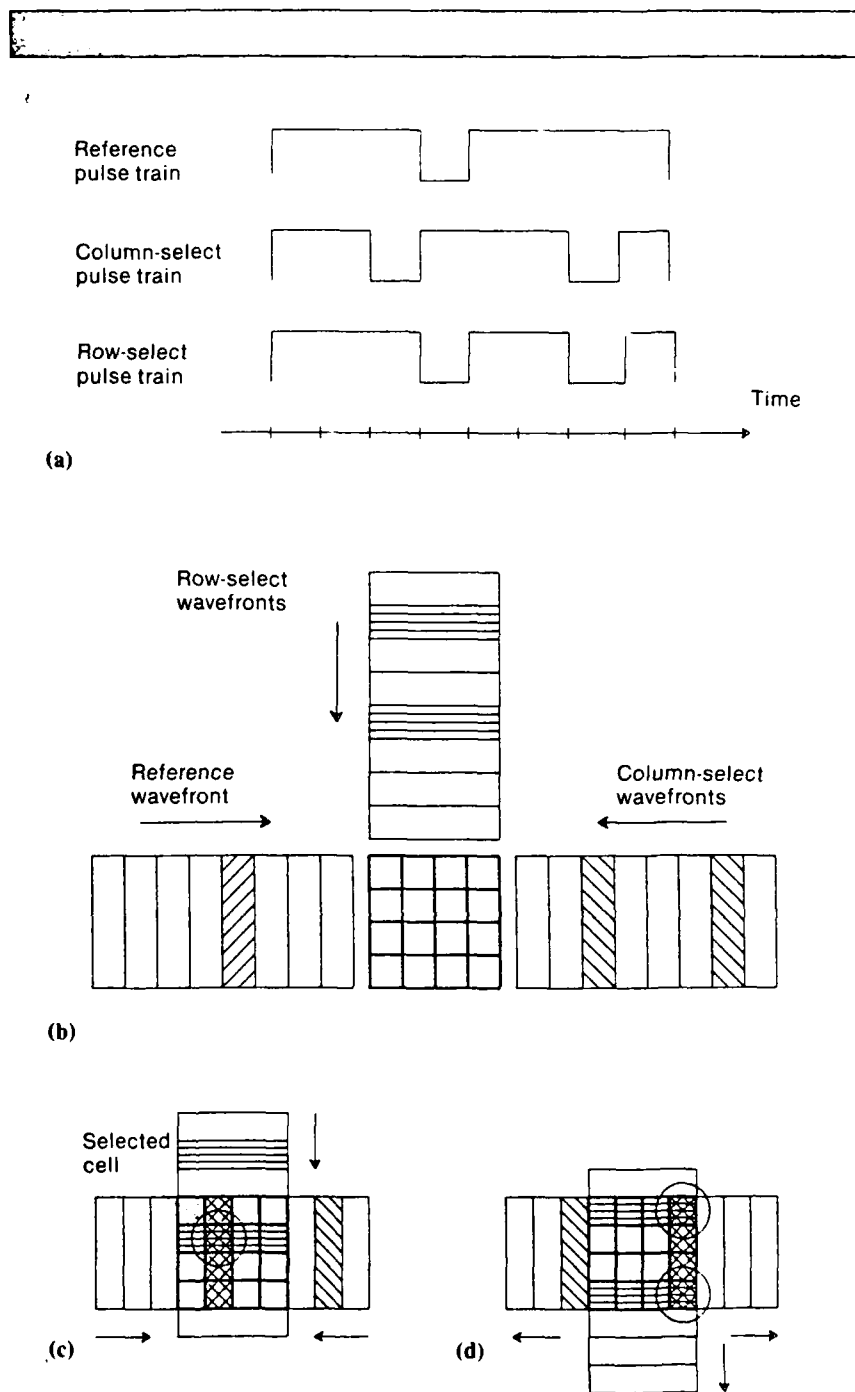 Reference
pulse train
Column-select
pulse train
Row-select
pulse train
Time
(a)
Row-select
wavefronts
Reference
wavefront
Column-select
wavefronts
(b)
Selected
cell
(c)
(d)